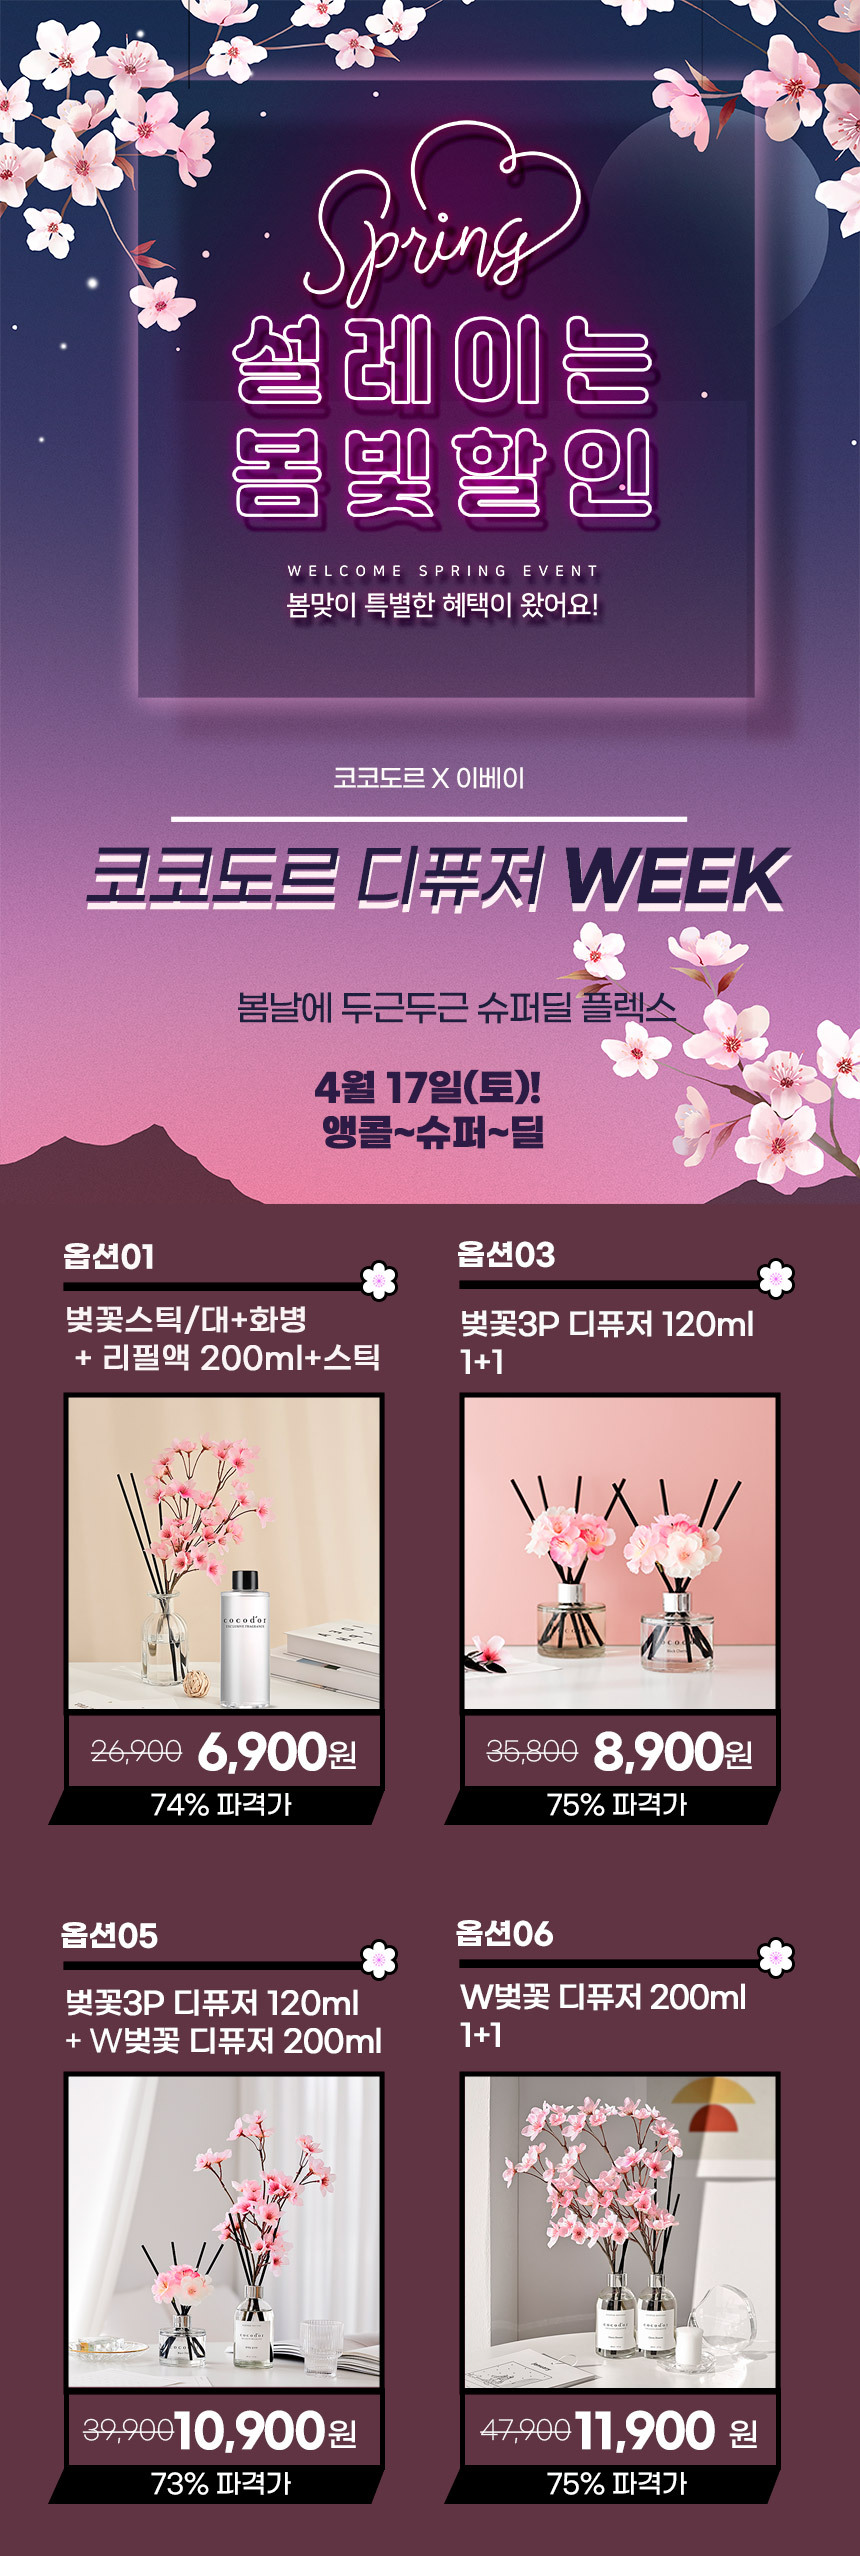 Spring
설레이는
봄빛할인
WELCOME SPRING EVENT
봄맞이 특별한 혜택이 왔어요!
코코도르 X 이베이
코코도르 디퓨저 WEEK
봄날에 두근두근 슈퍼딜 플렉스
4월 17일(토)!
앵콜~슈퍼~딜
옵션01
벚꽃스틱/대+화병
+ 리필액 200ml+스틱
cocodor
26,900 6,900원
74% 파격가
옵션03
벚꽃3P 디퓨저 120ml
1+1
35,800 8,900원
75% 파격가
옵션05
벚꽃3P 디퓨저 120ml
+ W벚꽃 디퓨저 200ml
cocodor
39,900 10,900원
73% 파격가
옵션06
W벚꽃 디퓨저 200ml
1+1
cocodor
cocodor
47,900 11,900 원
75% 파격가